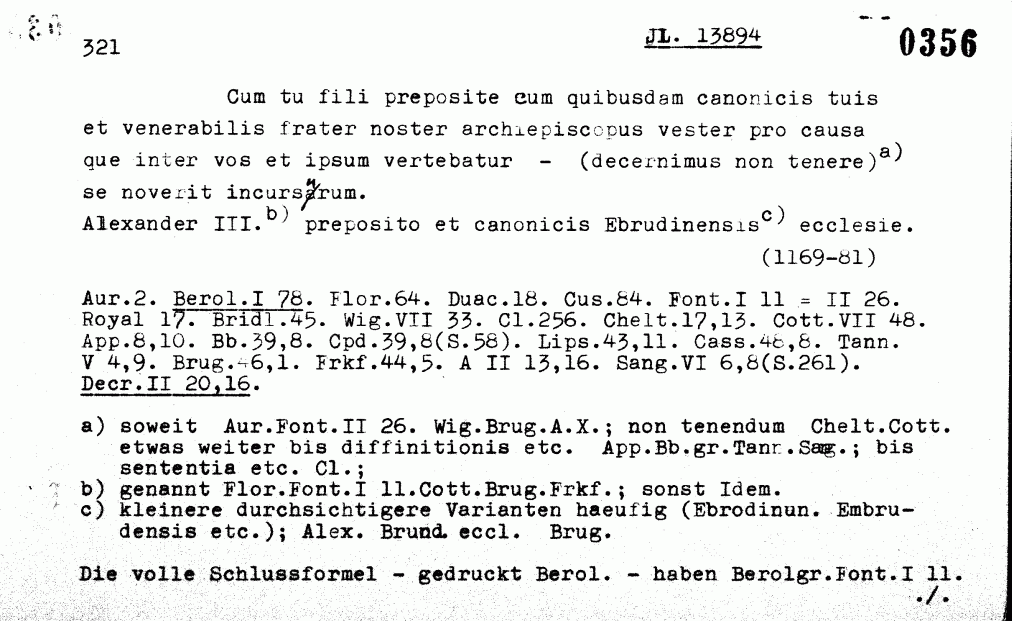 321
JL. 13894
0356
Cum tu fili preposite cum quibusdam canonicis tuis
et venerabilis frater noster archiepiscopus vester pro causa
que inter vos et ipsum vertebatur - (decernimus non tenere)a)
se noverit incursurum.
Alexander III.b) preposito et canonicis Ebrudinensis c) ecclesie.
(1169-81)
Aur.2. Berol.I 78. Flor.64. Duac.18. Cus.84. Font.I 11 = II 26.
Royal 17. Bridl.45. Wig.VII 33. Cl.256. Chelt.17,13. Cott.VII 48.
App.8,10. Bb.39,8. Cpd.39,8(S.58). Lips.43,11. Cass.48,8. Tann.
V 4,9. Brug.46,1. Frkf.44,5. A II 13,16. Sang.VI 6,8(S.261).
Decr.II 20,16.
a) soweit Aur.Font.II 26. Wig.Brug.A.X.; non tenendum Chelt.Cott.
etwas weiter bis diffinitionis etc. App.Bb.gr.Tann.; bis
sententia etc. Cl.;
b) genannt Flor.Font.I 11.Cott.Brug.Frkf.; sonst Idem.
c) kleinere durchsichtigere Varianten haeufig (Ebrodinun. Embru-
densis etc.); Alex. Brund. eccl. Brug.
Die volle Schlussformel - gedruckt Berol. - haben Berolgr.Font.I 11.
./.